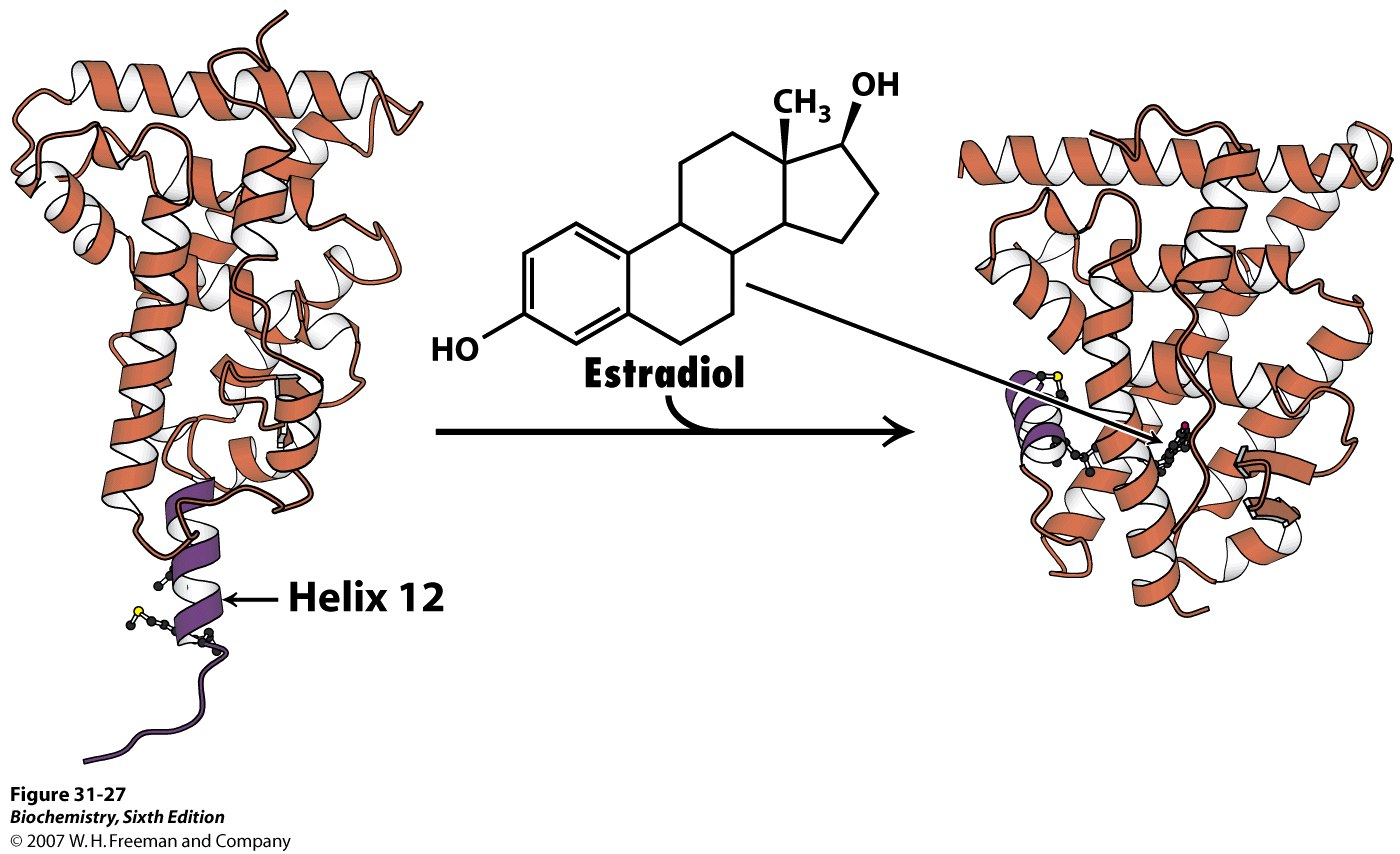 OH
CH₃
HO
Estradiol
Helix 12
Figure 31-27
Biochemistry, Sixth Edition
© 2007 W. H. Freeman and Company